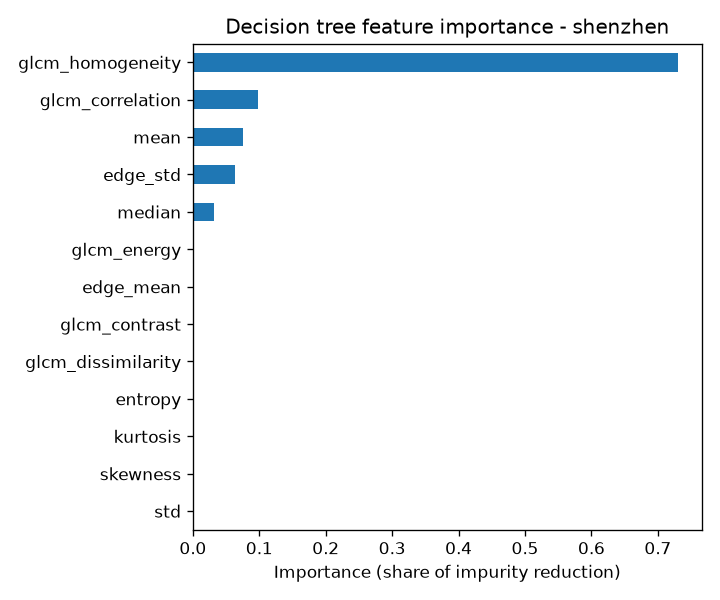 Decision tree feature importance - shenzhen
glcm_homogeneity
glcm_correlation
mean
edge_std
median
glcm_energy
edge_mean
glcm_contrast
glcm_dissimilarity
entropy
kurtosis
skewness
std
0.0 0.1 0.2 0.3 0.4 0.5 0.6 0.7
Importance (share of impurity reduction)